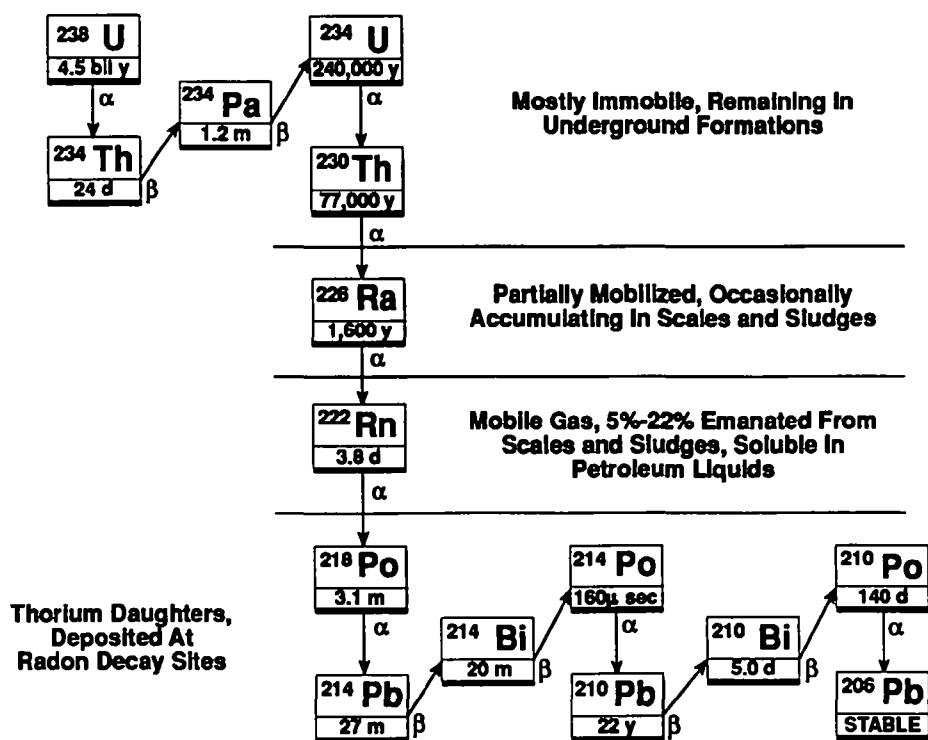 238 U
4.5 bil y
α
234 Th
24 d
β
234 Pa
1.2 m
β
234 U
240,000 y
α
230 Th
77,000 y
α
Mostly Immobile, Remaining in
Underground Formations
226 Ra
1,600 y
α
Partially Mobilized, Occasionally
Accumulating In Scales and Sludges
222 Rn
3.8 d
α
Mobile Gas, 5%-22% Emanated From
Scales and Sludges, Soluble In
Petroleum Liquids
Thorium Daughters,
Deposited At
Radon Decay Sites
218 Po
3.1 m
α
214 Pb
27 m
β
214 Bi
20 m
β
214 Po
160μ sec
α
210 Pb
22 y
β
210 Bi
5.0 d
β
210 Po
140 d
α
206 Pb
STABLE